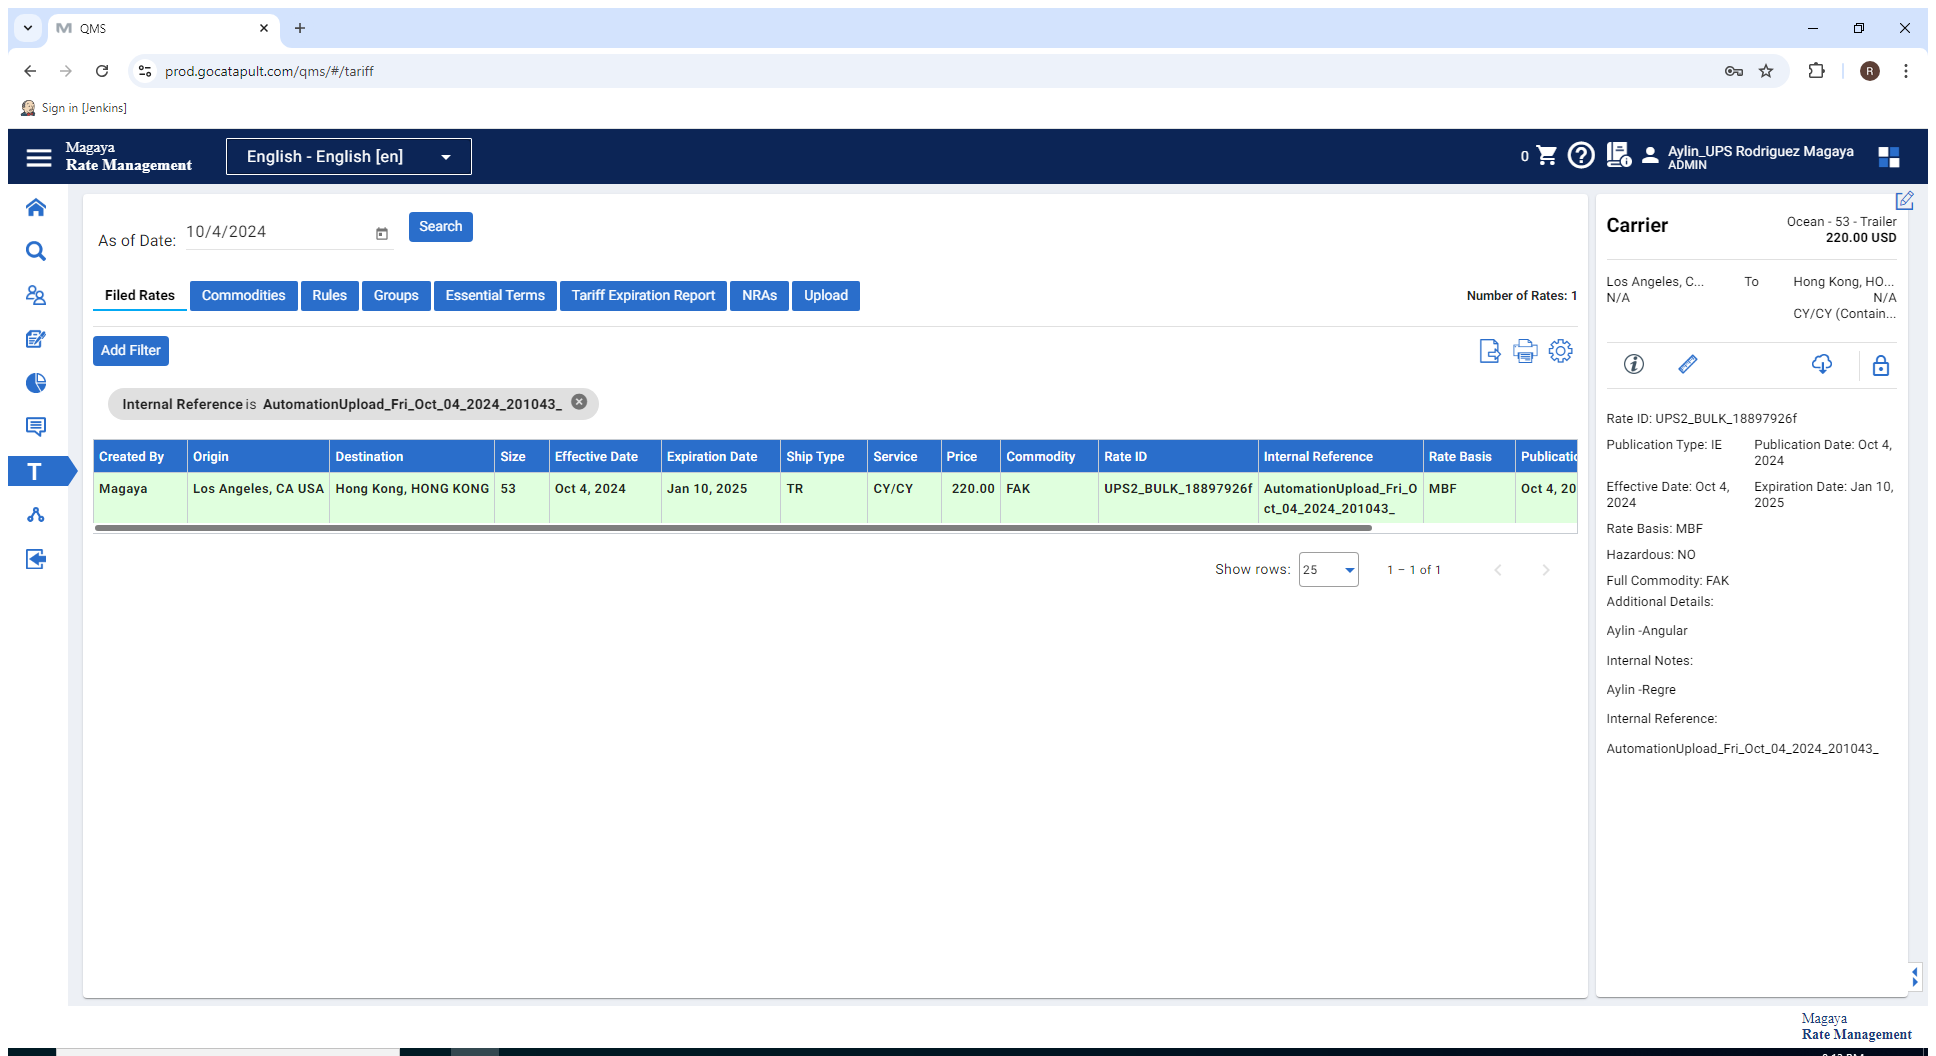 QMS
prod.gocatapult.com/qms/#/tariff
R
Sign in [Jenkins]
Magaya
Rate Management
English - English [en]
0
Aylin_UPS Rodriguez Magaya
ADMIN
As of Date:
10/4/2024
Search
Filed Rates
Commodities
Rules
Groups
Essential Terms
Tariff Expiration Report
NRAs
Upload
Number of Rates: 1
Add Filter
Internal Reference is AutomationUpload_Fri_Oct_04_2024_201043_
Created By Origin Destination Size Effective Date Expiration Date Ship Type Service Price Commodity Rate ID Internal Reference Rate Basis Publicatio
Magaya Los Angeles, CA USA Hong Kong, HONG KONG 53 Oct 4, 2024 Jan 10, 2025 TR CY/CY 220.00 FAK UPS2_BULK_18897926f AutomationUpload_Fri_O MBF Oct 4, 20
ct_04_2024_201043_
Show rows: 25 1 – 1 of 1
T
Carrier
Ocean - 53 - Trailer
220.00 USD
Los Angeles, C... To Hong Kong, HO...
N/A N/A
CY/CY (Contain...
Rate ID: UPS2_BULK_18897926f
Publication Type: IE
Publication Date: Oct 4,
2024
Effective Date: Oct 4,
2024
Expiration Date: Jan 10,
2025
Rate Basis: MBF
Hazardous: NO
Full Commodity: FAK
Additional Details:
Aylin -Angular
Internal Notes:
Aylin -Regre
Internal Reference:
AutomationUpload_Fri_Oct_04_2024_201043_
Magaya
Rate Management